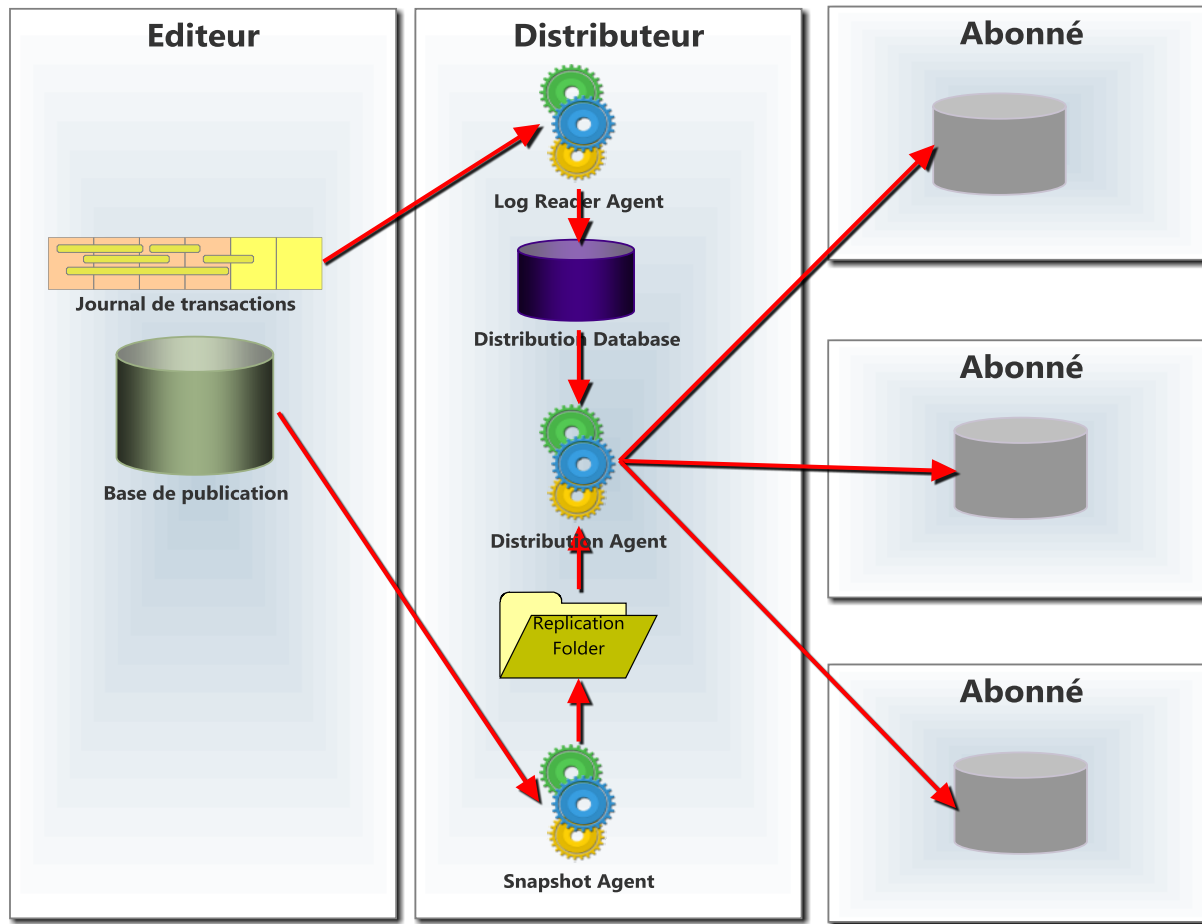 Editeur
Journal de transactions
Base de publication
Distributeur
Log Reader Agent
Distribution Database
Distribution Agent
Replication
Folder
Snapshot Agent
Abonné
Abonné
Abonné